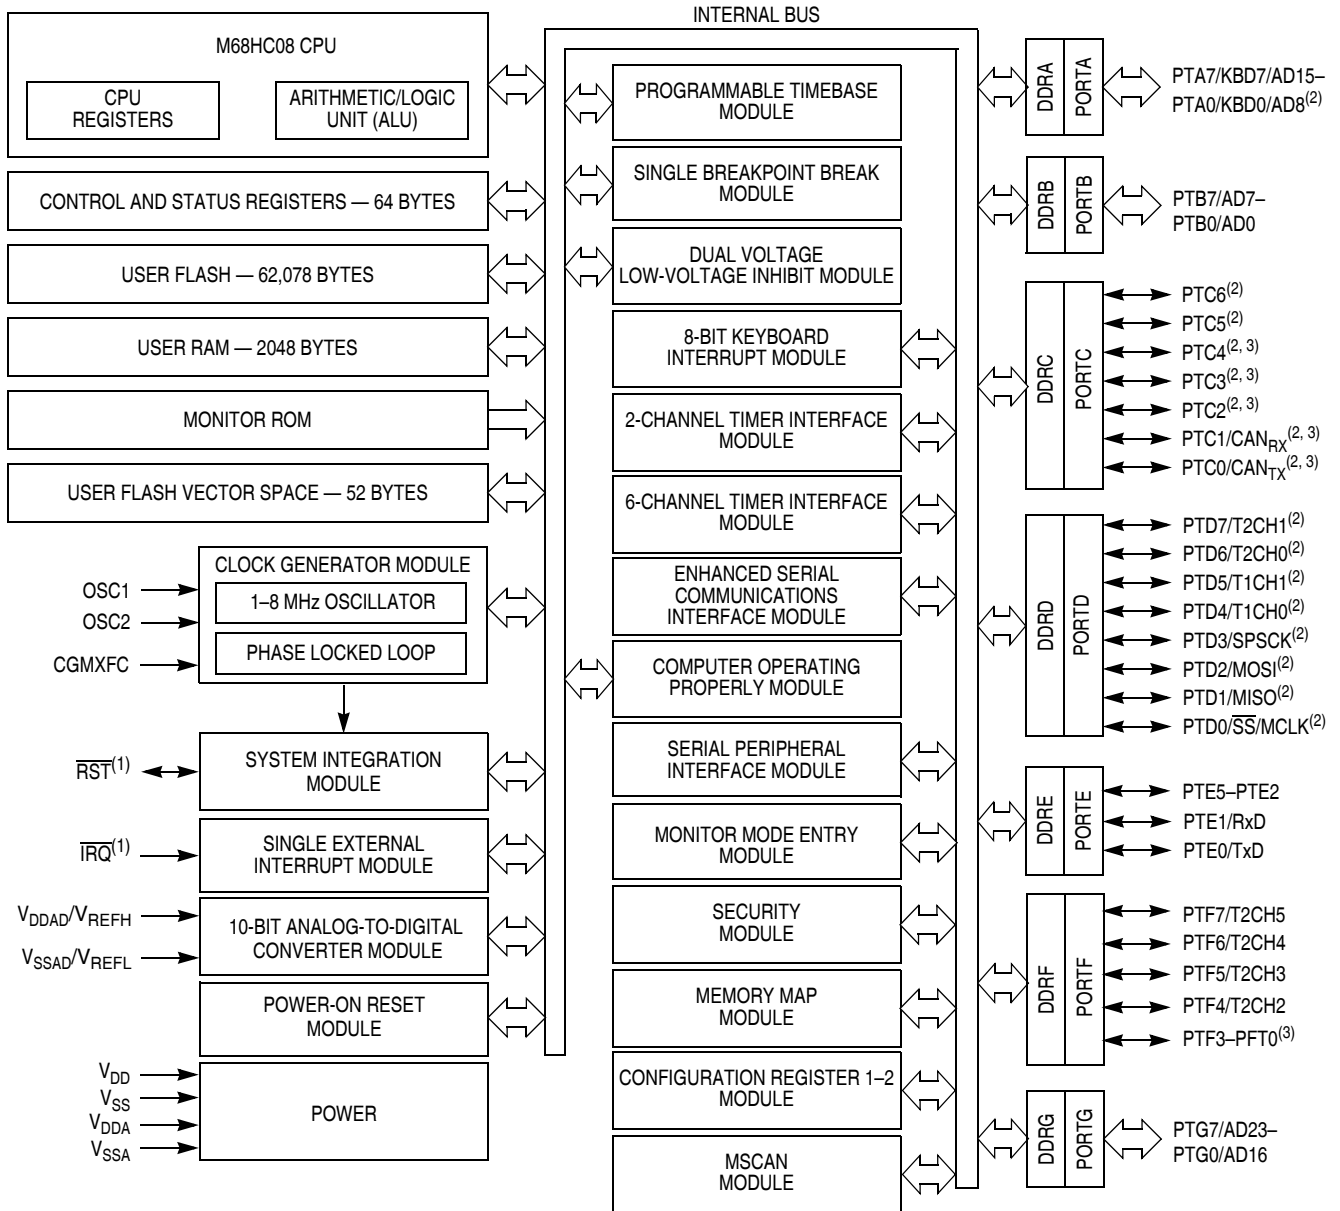 INTERNAL BUS
M68HC08 CPU
CPU
REGISTERS
ARITHMETIC/LOGIC
UNIT (ALU)
CONTROL AND STATUS REGISTERS — 64 BYTES
USER FLASH — 62,078 BYTES
USER RAM — 2048 BYTES
MONITOR ROM
USER FLASH VECTOR SPACE — 52 BYTES
CLOCK GENERATOR MODULE
1–8 MHz OSCILLATOR
PHASE LOCKED LOOP
OSC1
OSC2
CGMXFC
SYSTEM INTEGRATION
MODULE
RST(1)
SINGLE EXTERNAL
INTERRUPT MODULE
IRQ(1)
10-BIT ANALOG-TO-DIGITAL
CONVERTER MODULE
VDDAD/VREFH
VSSAD/VREFL
POWER-ON RESET
MODULE
POWER
VDD
VSS
VDDA
VSSA
PROGRAMMABLE TIMEBASE
MODULE
SINGLE BREAKPOINT BREAK
MODULE
DUAL VOLTAGE
LOW-VOLTAGE INHIBIT MODULE
8-BIT KEYBOARD
INTERRUPT MODULE
2-CHANNEL TIMER INTERFACE
MODULE
6-CHANNEL TIMER INTERFACE
MODULE
ENHANCED SERIAL
COMMUNICATIONS
INTERFACE MODULE
COMPUTER OPERATING
PROPERLY MODULE
SERIAL PERIPHERAL
INTERFACE MODULE
MONITOR MODE ENTRY
MODULE
SECURITY
MODULE
MEMORY MAP
MODULE
CONFIGURATION REGISTER 1–2
MODULE
MSCAN
MODULE
DDRA
PORTA
PTA7/KBD7/AD15–
PTA0/KBD0/AD8(2)
DDRB
PORTB
PTB7/AD7–
PTB0/AD0
DDRC
PORTC
PTC6(2)
PTC5(2)
PTC4(2, 3)
PTC3(2, 3)
PTC2(2, 3)
PTC1/CANRX(2, 3)
PTC0/CANTX(2, 3)
DDRD
PORTD
PTD7/T2CH1(2)
PTD6/T2CH0(2)
PTD5/T1CH1(2)
PTD4/T1CH0(2)
PTD3/SPSCK(2)
PTD2/MOSI(2)
PTD1/MISO(2)
PTD0/SS/MCLK(2)
DDRE
PORTE
PTE5–PTE2
PTE1/RxD
PTE0/TxD
DDRF
PORTF
PTF7/T2CH5
PTF6/T2CH4
PTF5/T2CH3
PTF4/T2CH2
PTF3–PFT0(3)
DDRG
PORTG
PTG7/AD23–
PTG0/AD16